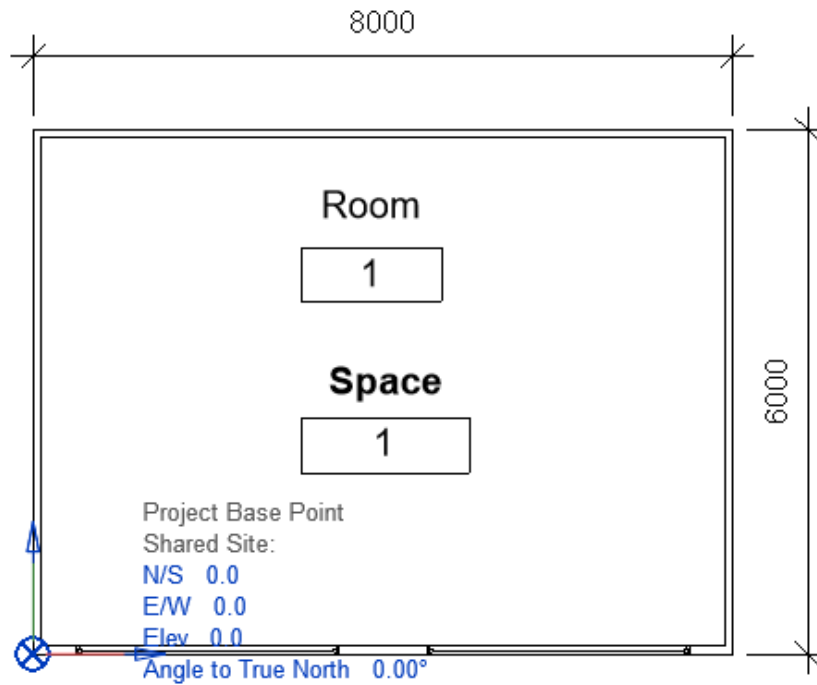 8000
Room
1
6000
Space
1
Project Base Point
Shared Site:
N/S 0.0
E/W 0.0
Elev 0.0
Angle to True North 0.00°